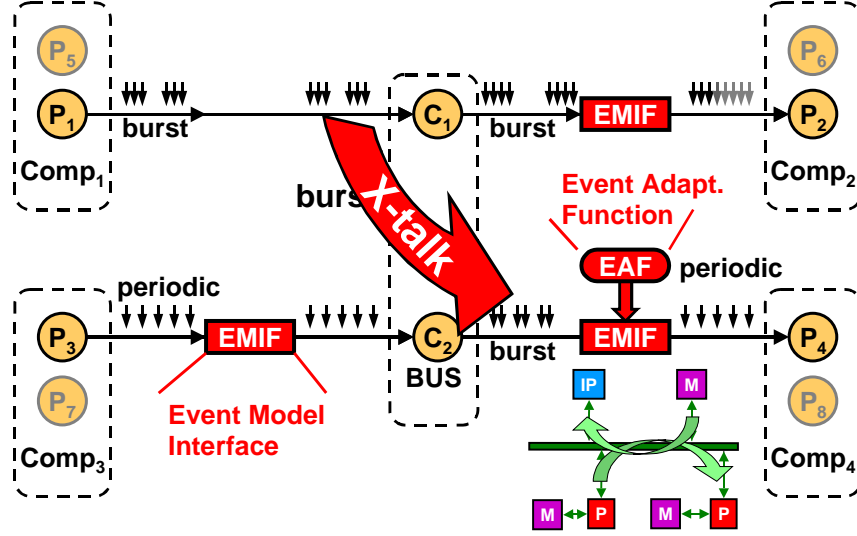 P5
P6
P1
burst
C1
burst
EMIF
P2
Comp1
Comp2
burst
X-talk
Event Adapt.
Function
EAF
periodic
periodic
P3
EMIF
C2
burst
EMIF
P4
BUS
P7
Event Model
Interface
IP
M
P8
Comp3
Comp4
M
P
M
P